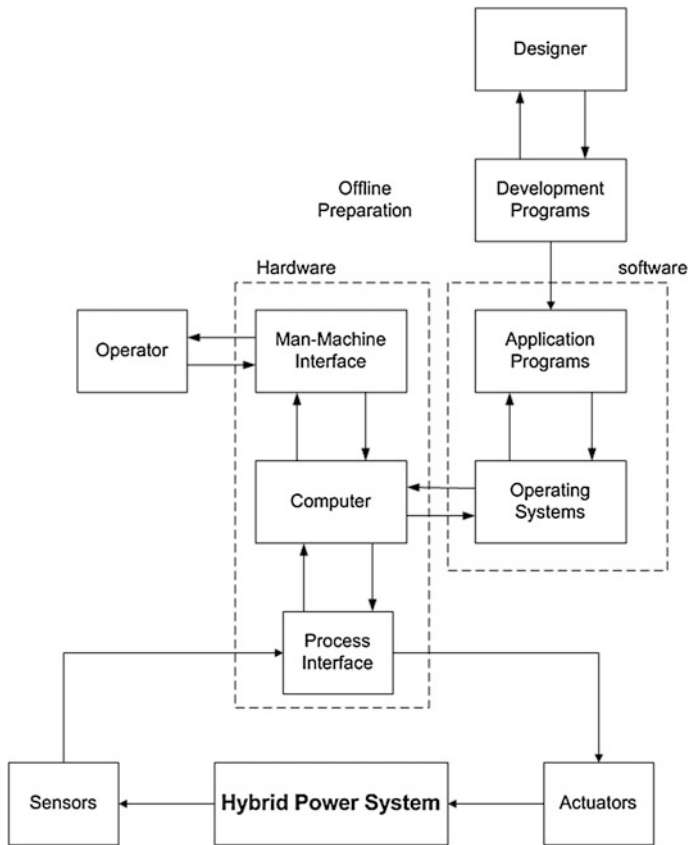 Designer
Offline
Preparation
Development
Programs
Hardware
software
Operator
Man-Machine
Interface
Application
Programs
Computer
Operating
Systems
Process
Interface
Sensors
Hybrid Power System
Actuators